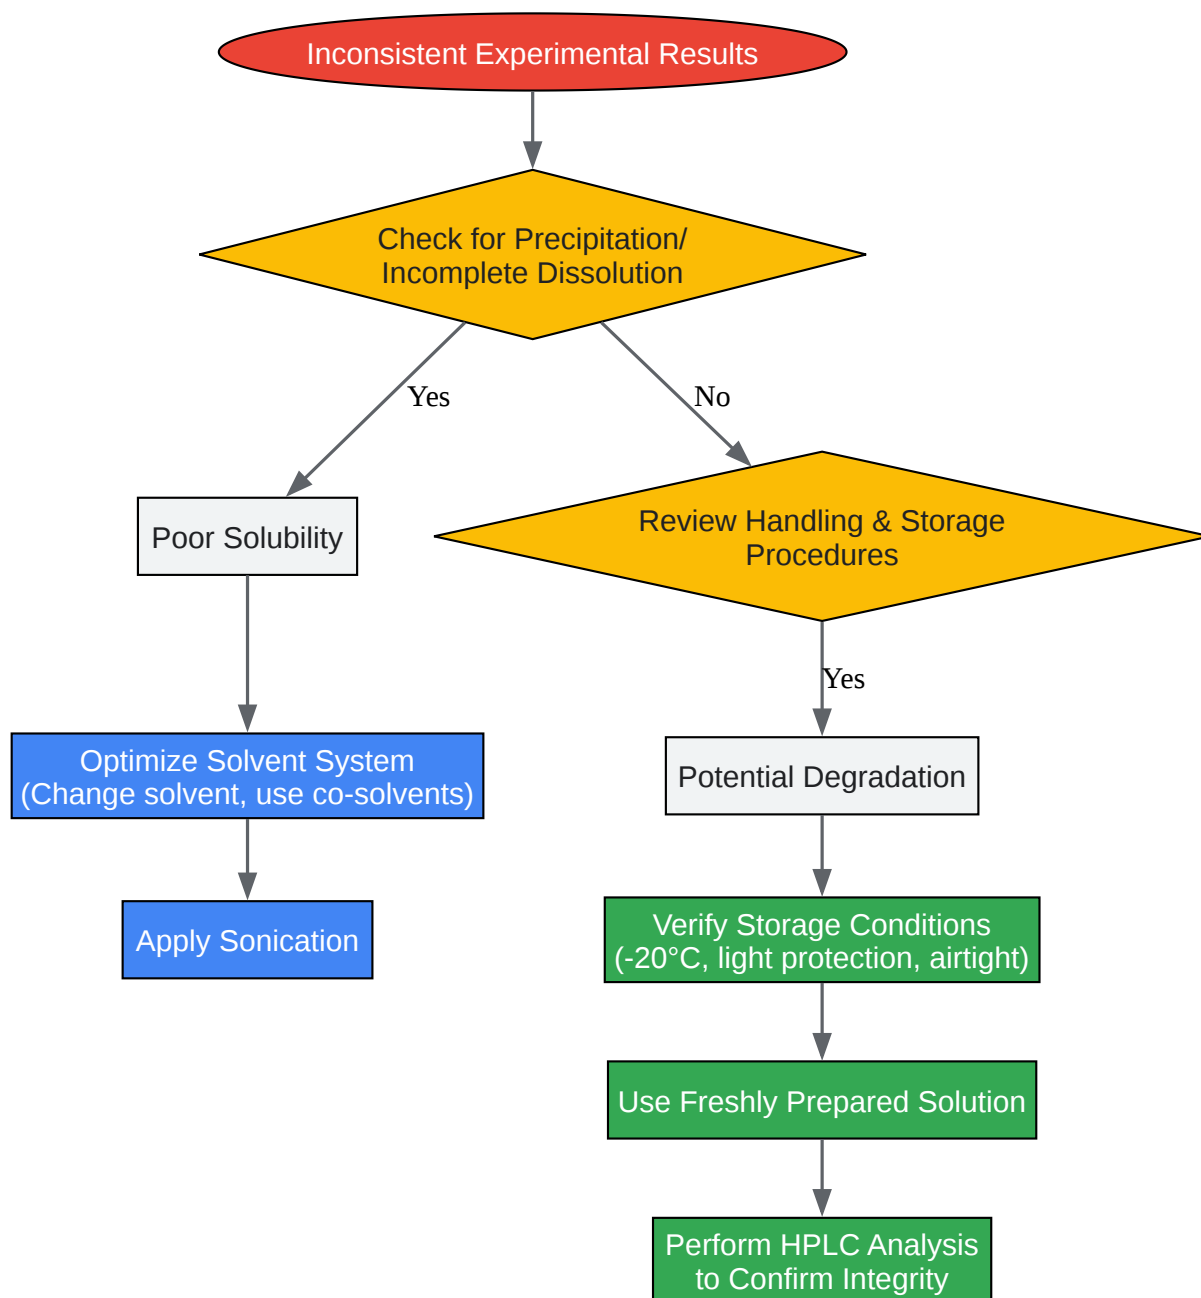 Inconsistent Experimental Results
Check for Precipitation/
Incomplete Dissolution
Yes
No
Poor Solubility
Review Handling & Storage
Procedures
Yes
Optimize Solvent System
(Change solvent, use co-solvents)
Potential Degradation
Apply Sonication
Verify Storage Conditions
(-20°C, light protection, airtight)
Use Freshly Prepared Solution
Perform HPLC Analysis
to Confirm Integrity